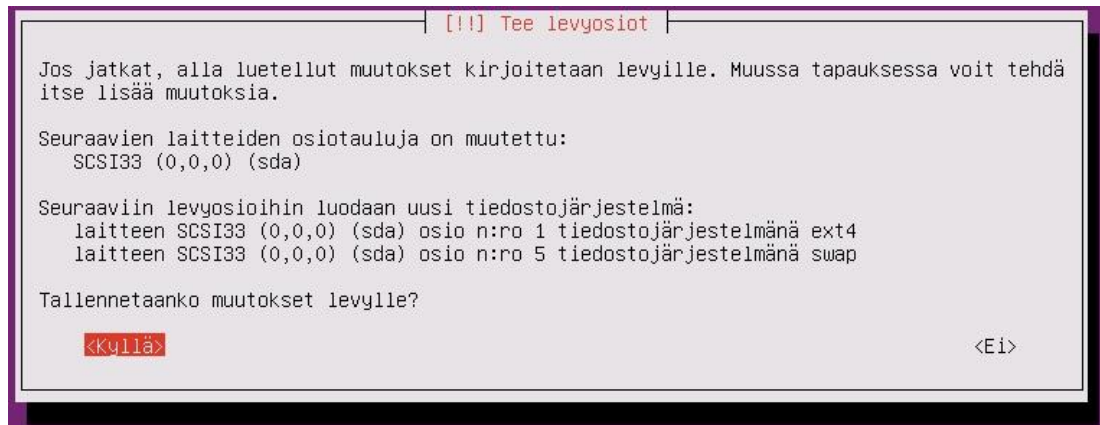 [!!] Tee levyosiot
Jos jatkat, alla luetellut muutokset kirjoitetaan levyille. Muussa tapauksessa voit tehdä
itse lisää muutoksia.
Seuraavien laitteiden osiotauluja on muutettu:
SCSI33 (0,0,0) (sda)
Seuraaviin levyosioihin luodaan uusi tiedostojärjestelmä:
laitteen SCSI33 (0,0,0) (sda) osio n:ro 1 tiedostojärjestelmänä ext4
laitteen SCSI33 (0,0,0) (sda) osio n:ro 5 tiedostojärjestelmänä swap
Tallennetaanko muutokset levylle?
<Kyllä> <Ei>